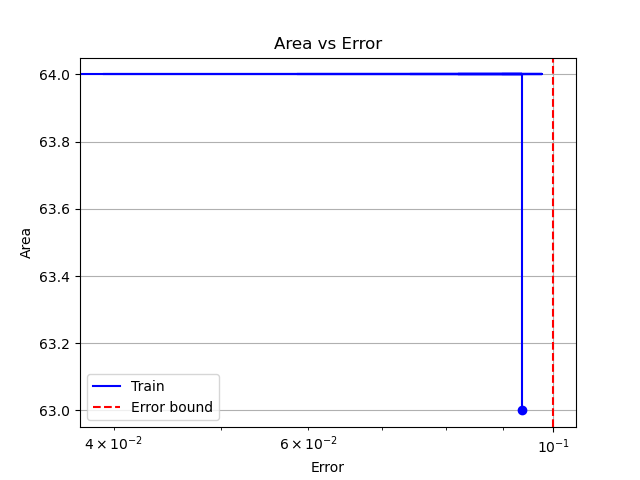 Area vs Error
64.0
63.8
63.6
63.4
63.2
63.0
Area
Train
Error bound
4 × 10⁻²
6 × 10⁻²
10⁻¹
Error